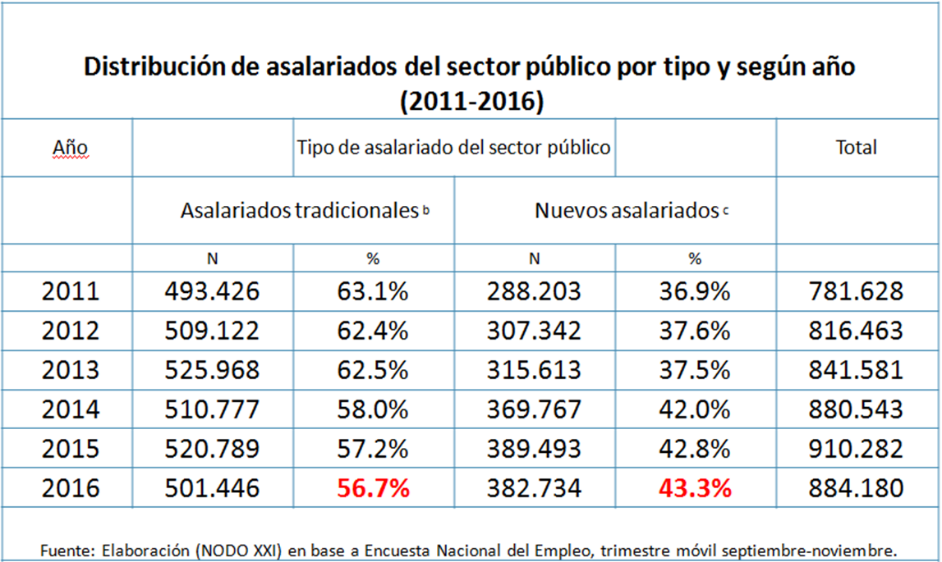 Distribución de asalariados del sector público por tipo y según año
(2011-2016)
Año Tipo de asalariado del sector público Total
Asalariados tradicionales b Nuevos asalariados c
N % N %
2011 493.426 63.1% 288.203 36.9% 781.628
2012 509.122 62.4% 307.342 37.6% 816.463
2013 525.968 62.5% 315.613 37.5% 841.581
2014 510.777 58.0% 369.767 42.0% 880.543
2015 520.789 57.2% 389.493 42.8% 910.282
2016 501.446 56.7% 382.734 43.3% 884.180
Fuente: Elaboración (NODO XXI) en base a Encuesta Nacional del Empleo, trimestre móvil septiembre-noviembre.